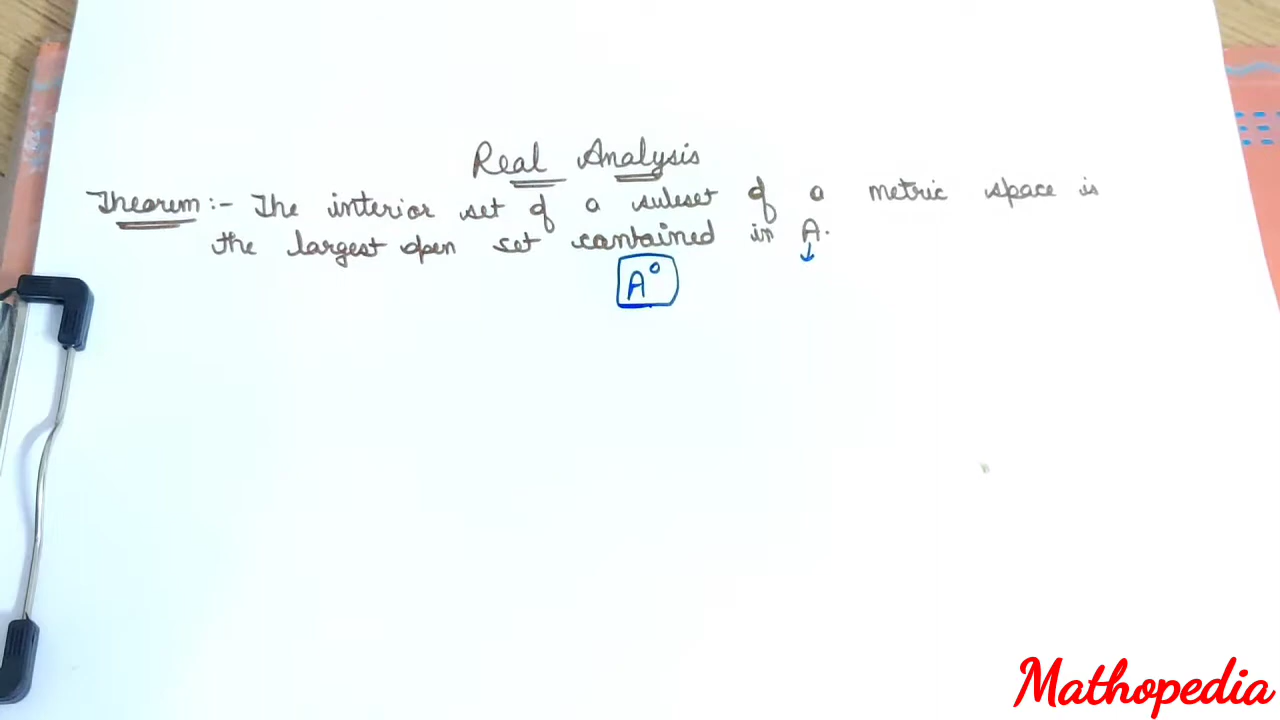 Real Analysis
Theorem :- The interior set of a subset of a metric space is
the largest open set contained in A.
A°
Mathopedia